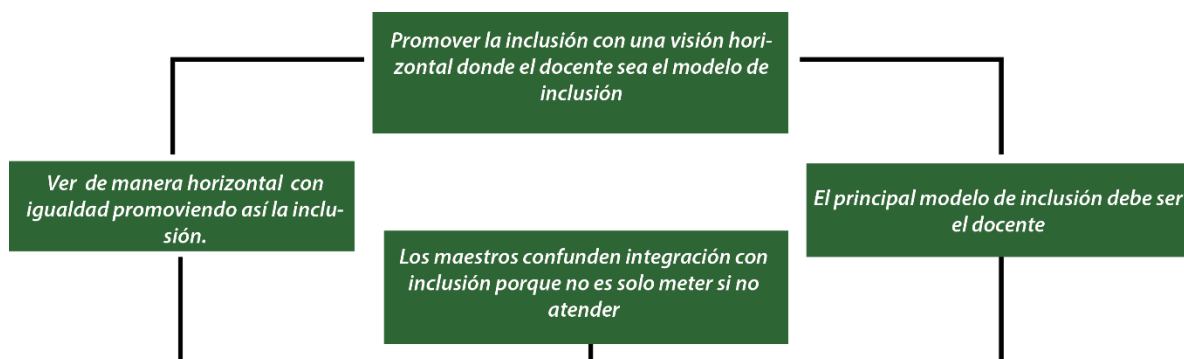 Promover la inclusión con una visión hori-
zontal donde el docente sea el modelo de
inclusión
Ver de manera horizontal con
igualdad promoviendo así la inclu-
sión.
El principal modelo de inclusión debe ser
el docente
Los maestros confunden integración con
inclusión porque no es solo meter si no
atender